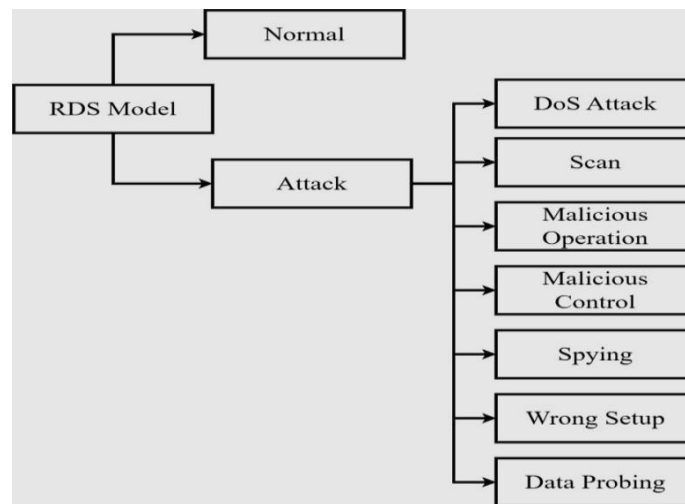 Normal
RDS Model
DoS Attack
Attack
Scan
Malicious
Operation
Malicious
Control
Spying
Wrong Setup
Data Probing